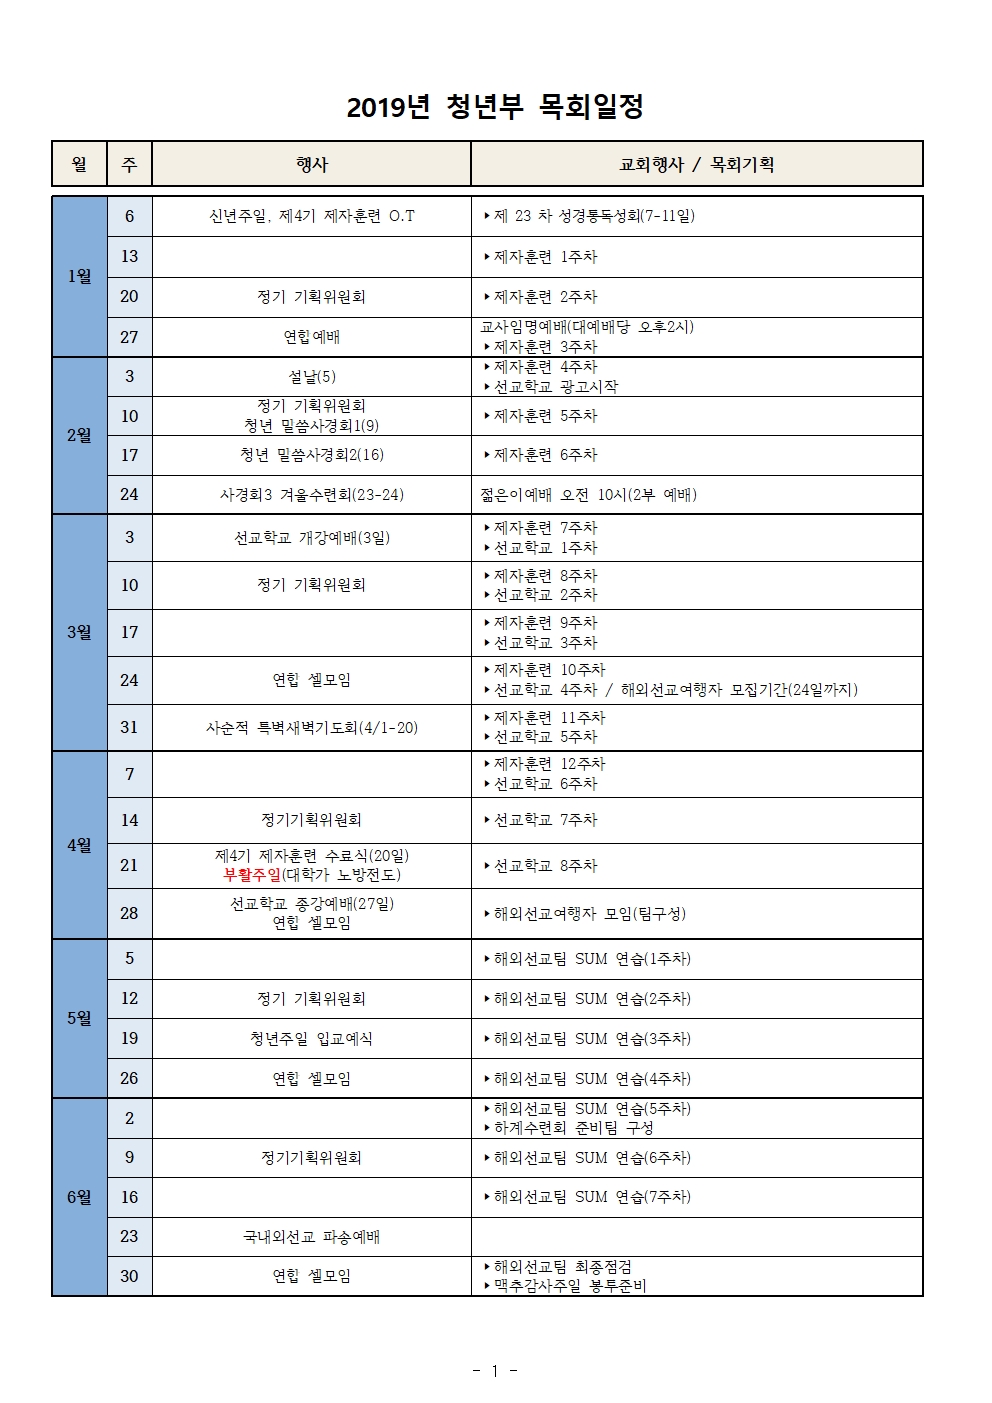 2019년 청년부 목회일정
월 주 행사 교회행사 / 목회기획
1월
6 신년주일, 제4기 제자훈련 O.T ▶제 23 차 성경통독성회(7-11일)
13 ▶제자훈련 1주차
20 정기 기획위원회 ▶제자훈련 2주차
27 연합예배 교사임명예배(대예배당 오후2시)
▶제자훈련 3주차
2월
3 설날(5) ▶제자훈련 4주차
▶선교학교 광고시작
10 정기 기획위원회 ▶제자훈련 5주차
청년 밀씀사경회1(9)
17 청년 밀씀사경회2(16) ▶제자훈련 6주차
24 사경회3 겨울수련회(23-24) 젊은이예배 오전 10시(2부 예배)
3월
3 선교학교 개강예배(3일) ▶제자훈련 7주차
▶선교학교 1주차
10 정기 기획위원회 ▶제자훈련 8주차
▶선교학교 2주차
17 ▶제자훈련 9주차
▶선교학교 3주차
24 연합 셀모임 ▶제자훈련 10주차
▶선교학교 4주차 / 해외선교여행자 모집기간(24일까지)
31 사순적 특별새벽기도회(4/1-20) ▶제자훈련 11주차
▶선교학교 5주차
4월
7 ▶제자훈련 12주차
▶선교학교 6주차
14 정기기획위원회 ▶선교학교 7주차
21 제4기 제자훈련 수료식(20일) ▶선교학교 8주차
부활주일(대학가 노방전도)
28 선교학교 종강예배(27일) ▶해외선교여행자 모임(팀구성)
연합 셀모임
5월
5 ▶해외선교팀 SUM 연습(1주차)
12 정기 기획위원회 ▶해외선교팀 SUM 연습(2주차)
19 청년주일 입교예식 ▶해외선교팀 SUM 연습(3주차)
26 연합 셀모임 ▶해외선교팀 SUM 연습(4주차)
6월
2 ▶해외선교팀 SUM 연습(5주차)
▶하계수련회 준비팀 구성
9 정기기획위원회 ▶해외선교팀 SUM 연습(6주차)
16 ▶해외선교팀 SUM 연습(7주차)
23 국내외선교 파송예배
30 연합 셀모임 ▶해외선교팀 최종점검
▶맥추감사주일 봉투준비
- 1 -